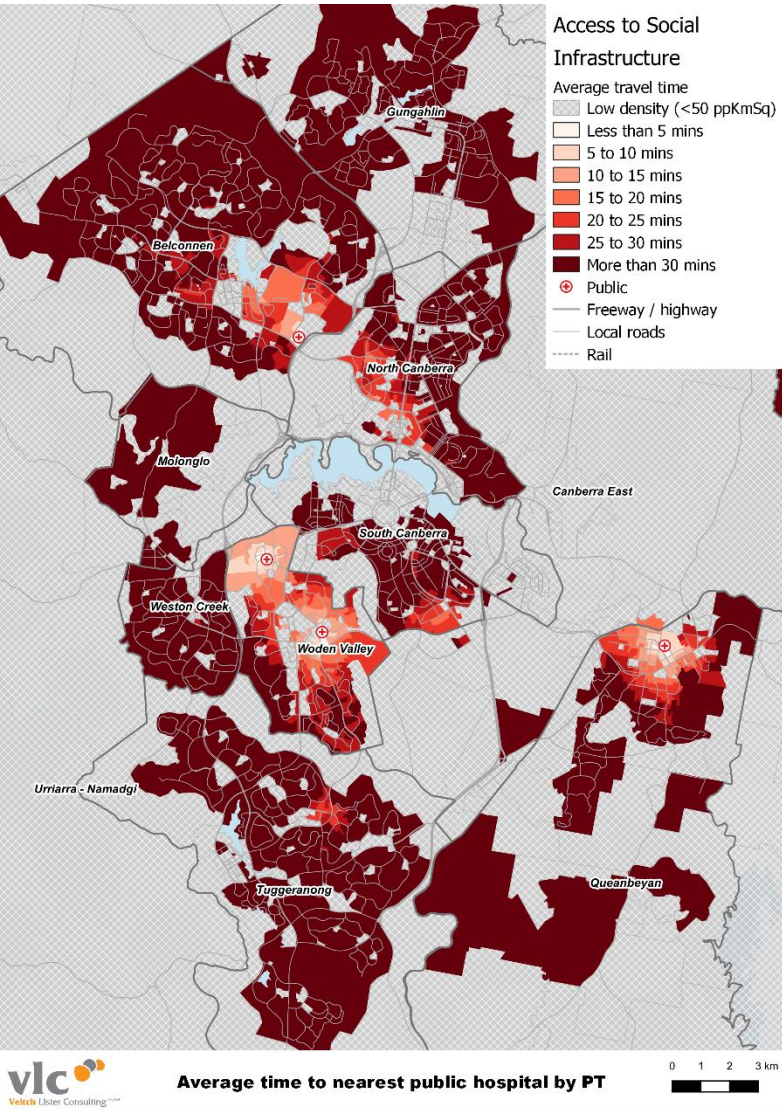 Access to Social
Infrastructure
Average travel time
Low density (<50 ppKmSq)
Less than 5 mins
5 to 10 mins
10 to 15 mins
15 to 20 mins
20 to 25 mins
25 to 30 mins
More than 30 mins
Public
Freeway / highway
Local roads
Rail
Gungahlin
Belconnen
North Canberra
Molonglo
Canberra East
South Canberra
Weston Creek
Woden Valley
Urriarra - Namadgi
Queanbeyan
Tuggeranong
vlc
Veitch Lister Consulting
Average time to nearest public hospital by PT
0 1 2 3 km